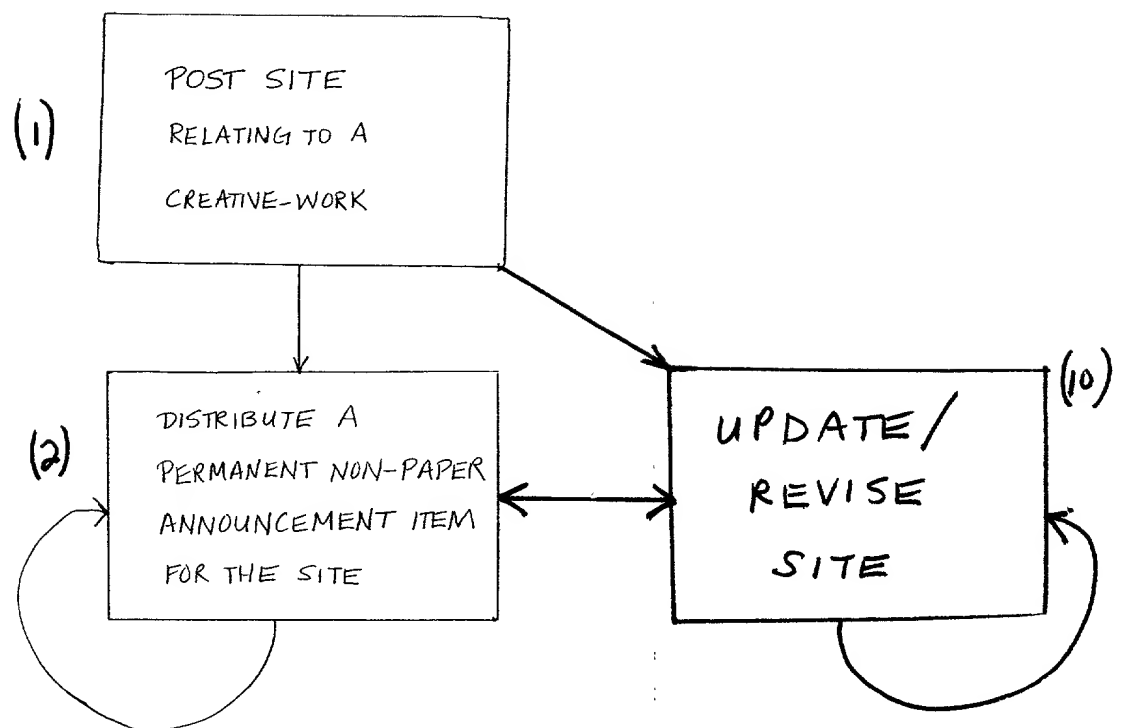 (1)
POST SITE
RELATING TO A
CREATIVE-WORK
(2)
DISTRIBUTE A
PERMANENT NON-PAPER
ANNOUNCEMENT ITEM
FOR THE SITE
(10)
UPDATE/
REVISE
SITE